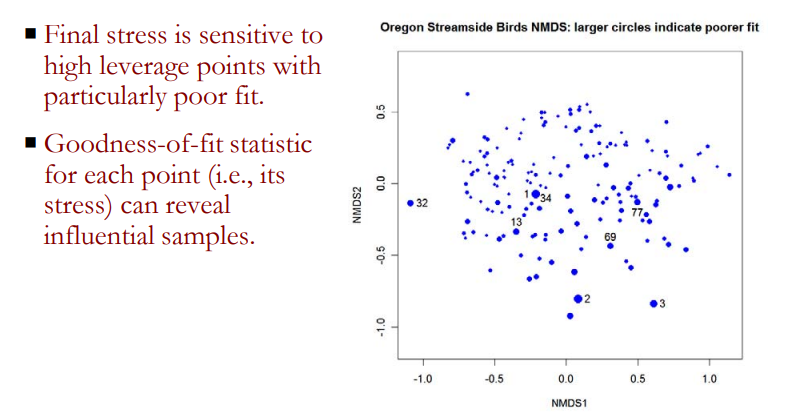 Final stress is sensitive to
high leverage points with
particularly poor fit.
Goodness-of-fit statistic
for each point (i.e., its
stress) can reveal
influential samples.
Oregon Streamside Birds NMDS: larger circles indicate poorer fit
NMDS2
0.5
0.0
-0.5
-1.0
32
1
34
13
77
69
2
3
-1.0 -0.5 0.0 0.5 1.0
NMDS1